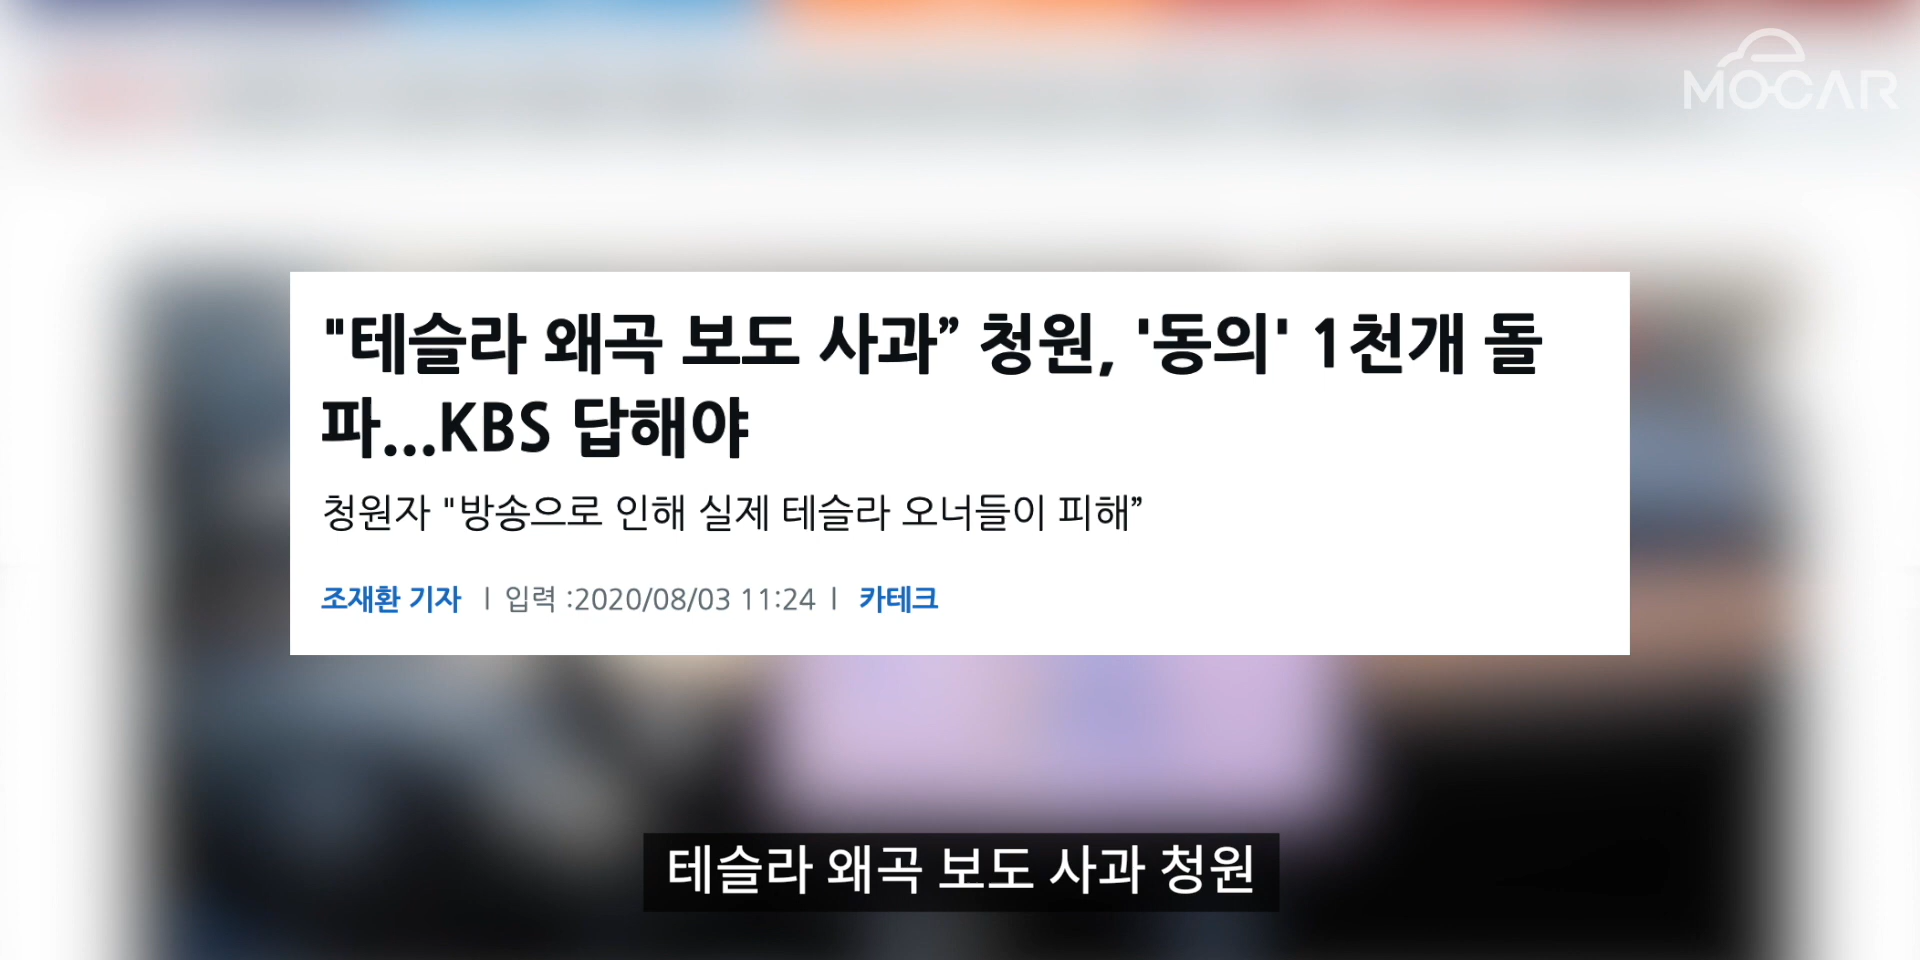 MOCAR
"테슬라 왜곡 보도 사과” 청원, '동의' 1천개 돌
파...KBS 답해야
청원자 "방송으로 인해 실제 테슬라 오너들이 피해”
조재환 기자 | 입력 :2020/08/03 11:24 | 카테크
테슬라 왜곡 보도 사과 청원